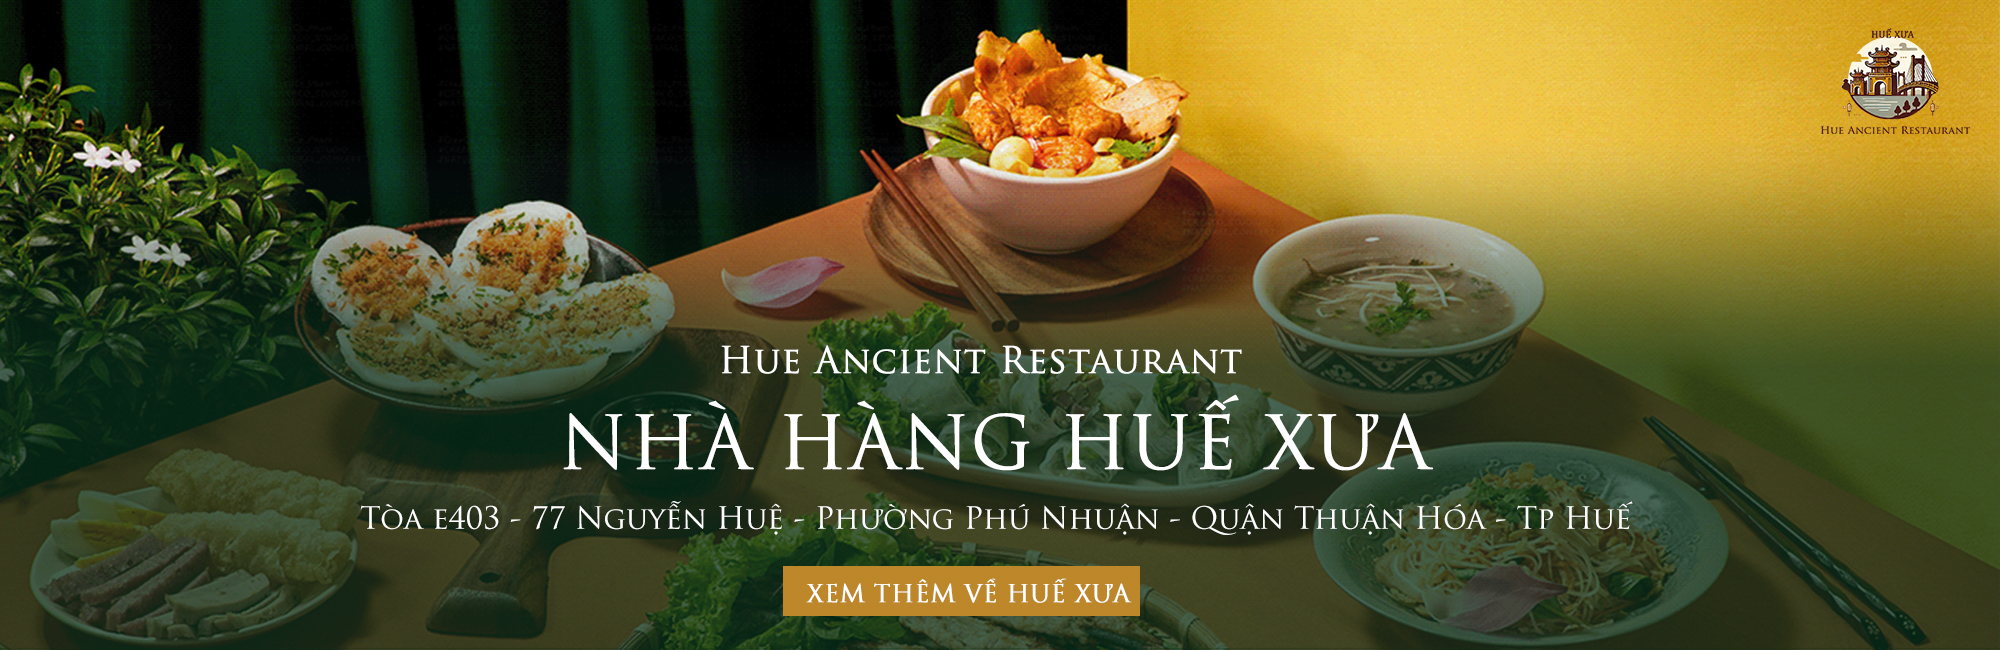 HUẾ XƯA
HUE ANCIENT RESTAURANT
HUE ANCIENT RESTAURANT
NHÀ HÀNG HUẾ XƯA
TÒA E403 - 77 NGUYỄN HUỆ - PHƯỜNG PHÚ NHUẬN - QUẬN THUẬN HÓA - TP HUẾ
XEM THÊM VỀ HUẾ XƯA